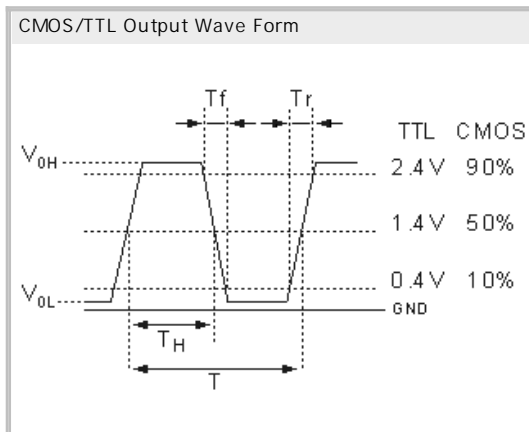 CMOS/TTL Output Wave Form
Tf Tr
TTL CMOS
V0H 2.4V 90%
1.4V 50%
0.4V 10%
V0L GND
TH
T